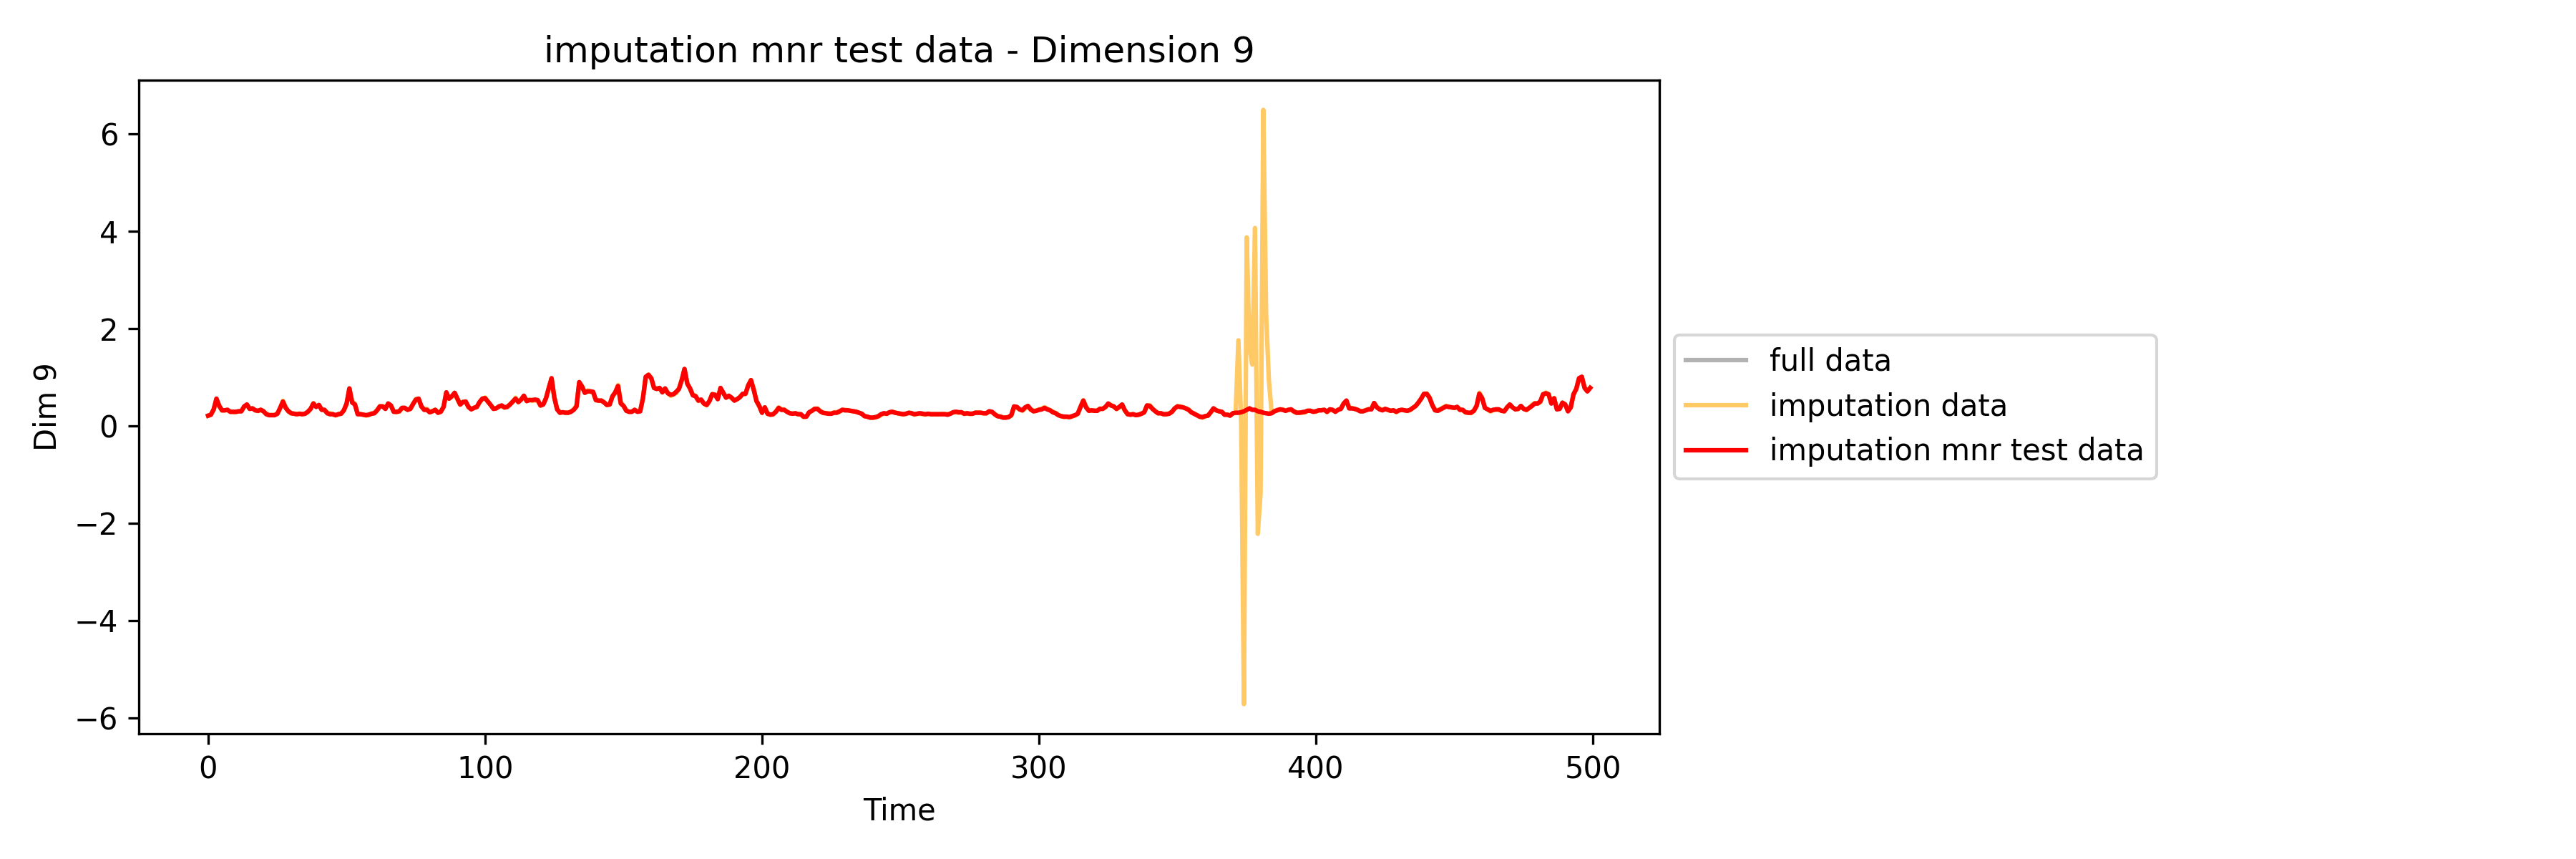 imputation mnr test data - Dimension 9
6
4
2
0
−2
−4
−6
Dim 9
0 100 200 300 400 500
Time
full data
imputation data
imputation mnr test data